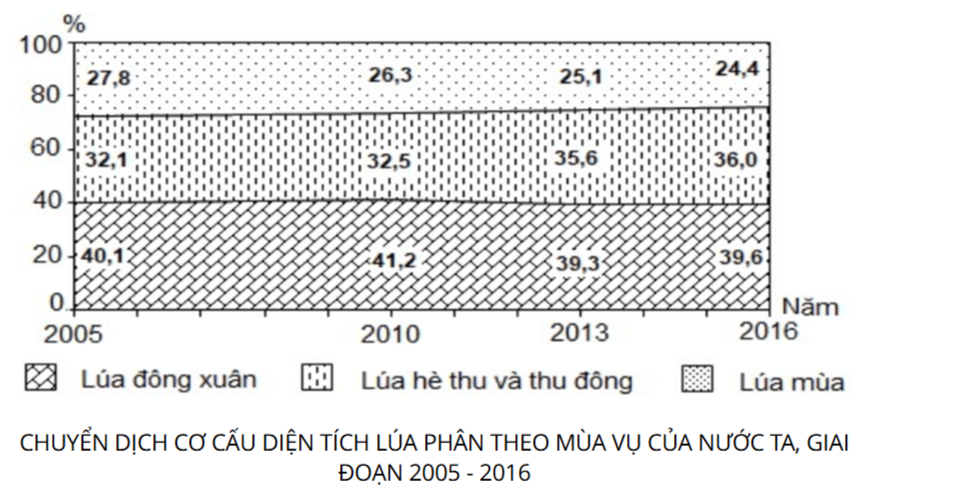 %
100
27,8 26,3 25,1 24,4
80
60
32,1 32,5 35,6 36,0
40
20
40,1 41,2 39,3 39,6
0
Năm
2005 2010 2013 2016
Lúa đông xuân Lúa hè thu và thu đông Lúa mùa
CHUYỂN DỊCH CƠ CẤU DIỆN TÍCH LÚA PHÂN THEO MÙA VỤ CỦA NƯỚC TA, GIAI
ĐOẠN 2005 - 2016